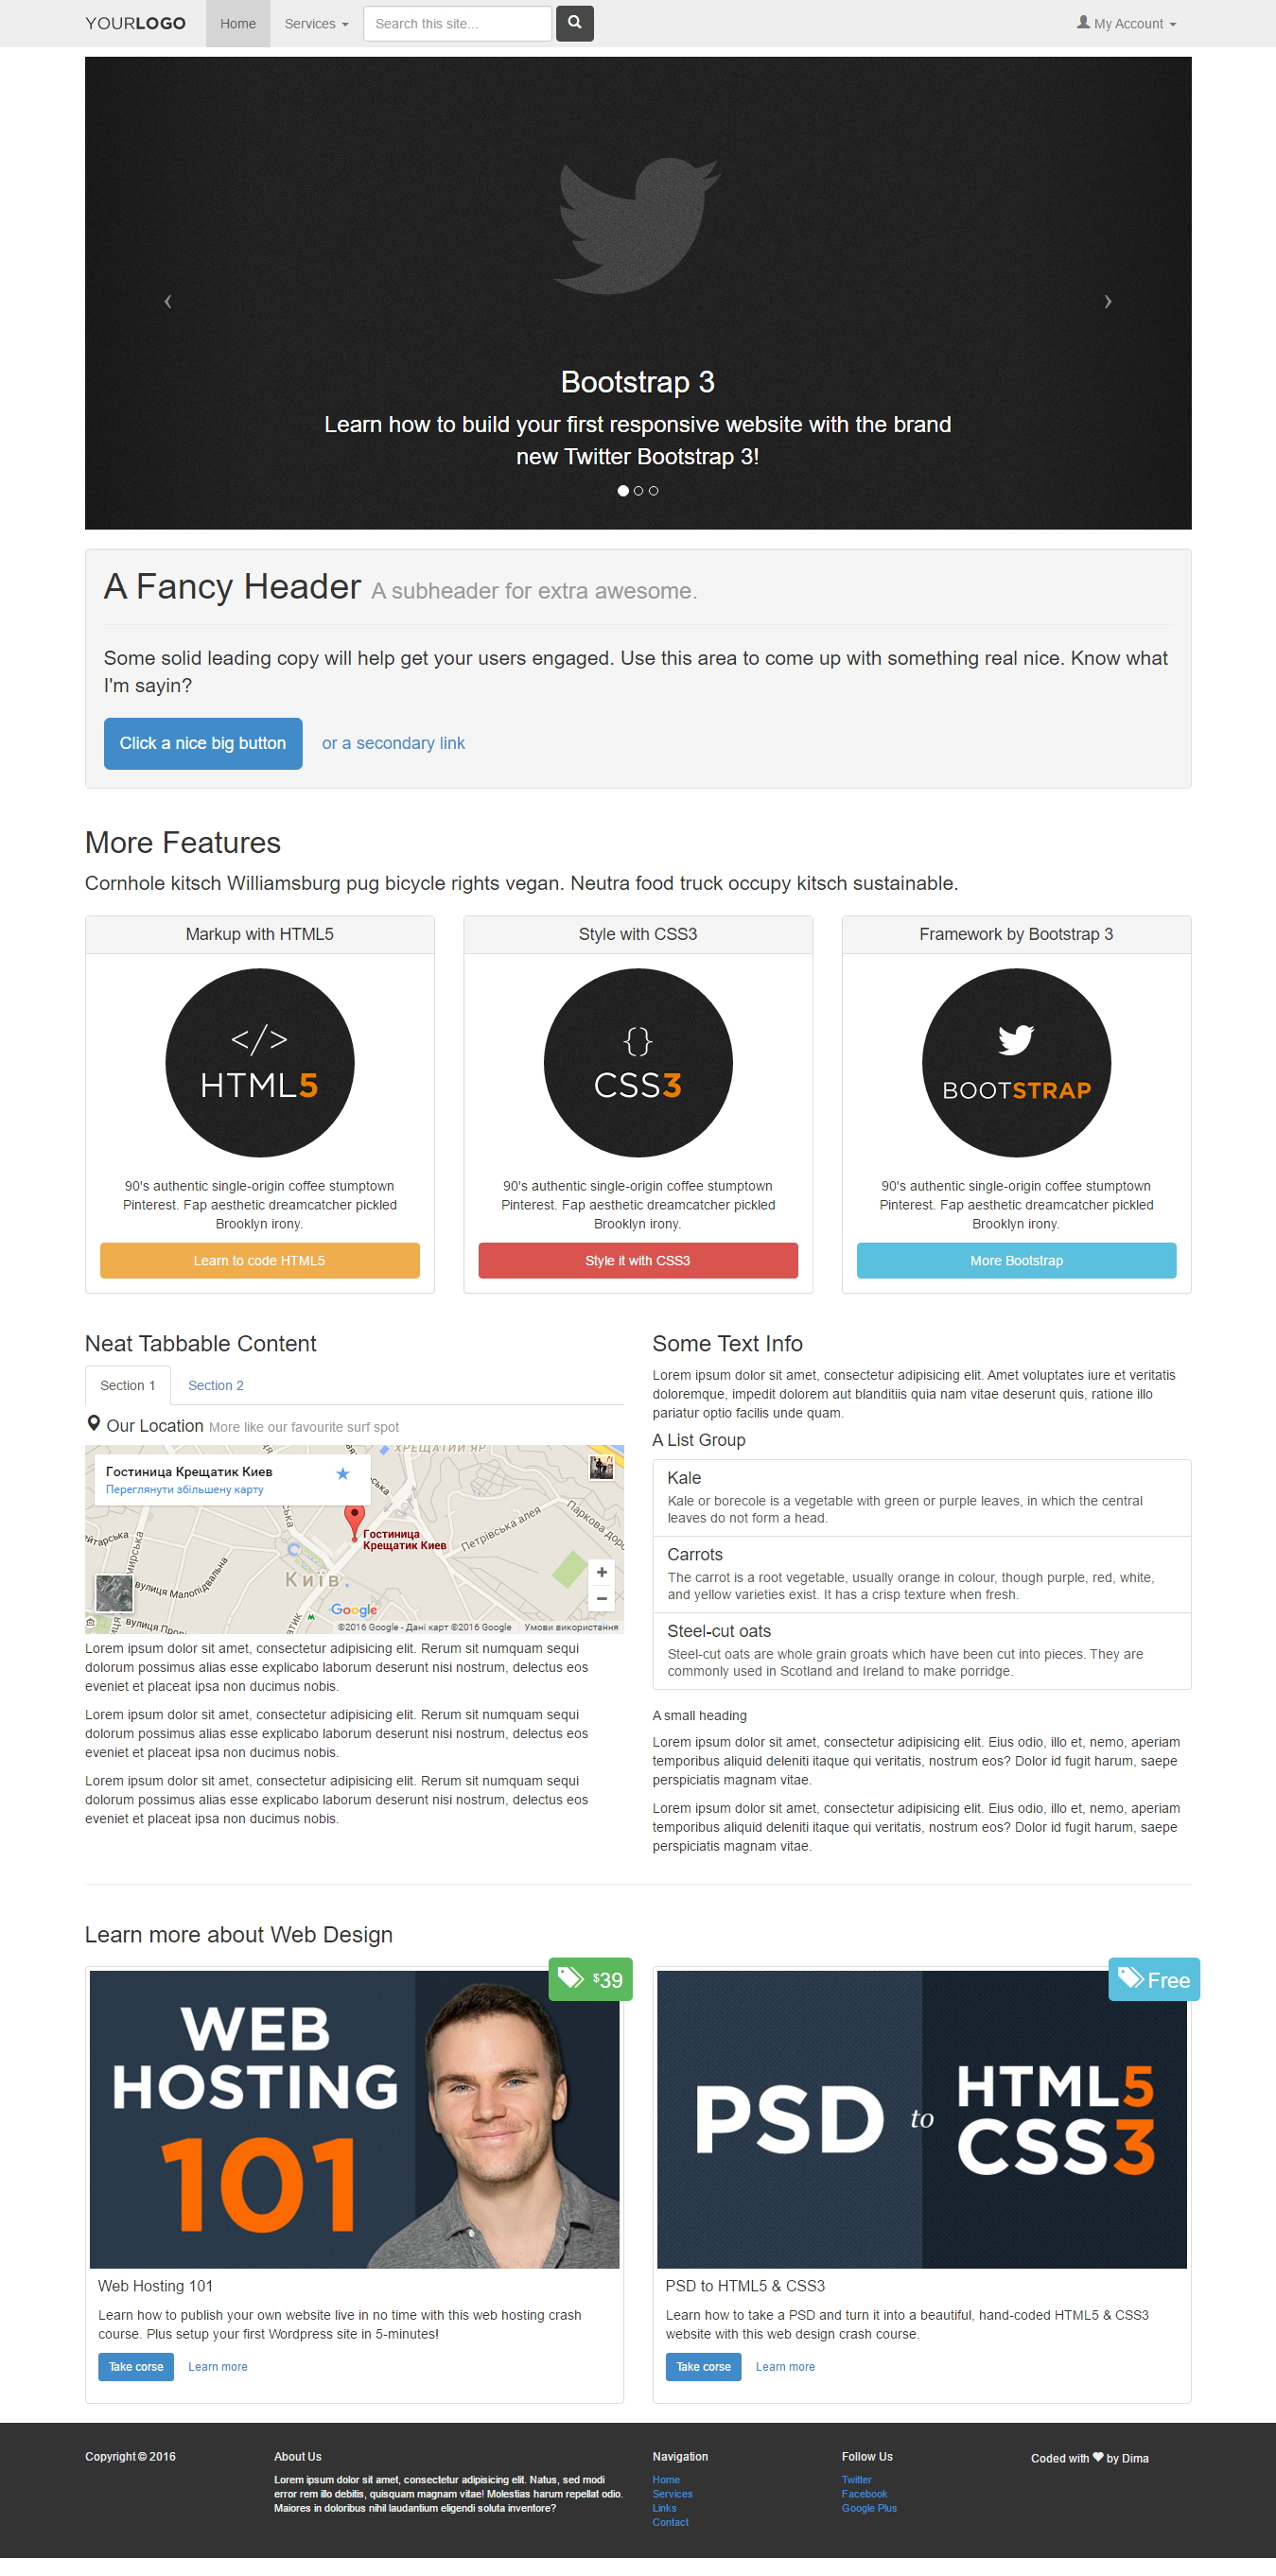 YOURLOGO
Home
Services
Search this site...
My Account
Bootstrap 3
Learn how to build your first responsive website with the brand
new Twitter Bootstrap 3!
A Fancy Header A subheader for extra awesome.
Some solid leading copy will help get your users engaged. Use this area to come up with something real nice. Know what
I'm sayin?
Click a nice big button
or a secondary link
More Features
Cornhole kitsch Williamsburg pug bicycle rights vegan. Neutra food truck occupy kitsch sustainable.
Markup with HTML5
</>
HTML5
90's authentic single-origin coffee stumptown
Pinterest. Fap aesthetic dreamcatcher pickled
Brooklyn irony.
Learn to code HTML5
Style with CSS3
{}
CSS3
90's authentic single-origin coffee stumptown
Pinterest. Fap aesthetic dreamcatcher pickled
Brooklyn irony.
Style it with CSS3
Framework by Bootstrap 3
BOOTSTRAP
90's authentic single-origin coffee stumptown
Pinterest. Fap aesthetic dreamcatcher pickled
Brooklyn irony.
More Bootstrap
Neat Tabbable Content
Section 1
Section 2
Our Location More like our favourite surf spot
ХРЕЩАТИЙ ЯР
Гостиница Крещатик Киев
Переглянути збільшену карту
Гостиница
Крещатик Киев
Петрівська алея
Паркова доро
вулиця Малопідвальна
Київ
Google
+
−
©2016 Google - Дані карт ©2016 Google
Умови використання
Lorem ipsum dolor sit amet, consectetur adipisicing elit. Rerum sit numquam sequi
dolorum possimus alias esse explicabo laborum deserunt nisi nostrum, delectus eos
eveniet et placeat ipsa non ducimus nobis.
Lorem ipsum dolor sit amet, consectetur adipisicing elit. Rerum sit numquam sequi
dolorum possimus alias esse explicabo laborum deserunt nisi nostrum, delectus eos
eveniet et placeat ipsa non ducimus nobis.
Lorem ipsum dolor sit amet, consectetur adipisicing elit. Rerum sit numquam sequi
dolorum possimus alias esse explicabo laborum deserunt nisi nostrum, delectus eos
eveniet et placeat ipsa non ducimus nobis.
Some Text Info
Lorem ipsum dolor sit amet, consectetur adipisicing elit. Amet voluptates iure et veritatis
doloremque, impedit dolorem aut blanditiis quia nam vitae deserunt quis, ratione illo
pariatur optio facilis unde quam.
A List Group
Kale
Kale or borecole is a vegetable with green or purple leaves, in which the central
leaves do not form a head.
Carrots
The carrot is a root vegetable, usually orange in colour, though purple, red, white,
and yellow varieties exist. It has a crisp texture when fresh.
Steel-cut oats
Steel-cut oats are whole grain groats which have been cut into pieces. They are
commonly used in Scotland and Ireland to make porridge.
A small heading
Lorem ipsum dolor sit amet, consectetur adipisicing elit. Eius odio, illo et, nemo, aperiam
temporibus aliquid deleniti itaque qui veritatis, nostrum eos? Dolor id fugit harum, saepe
perspiciatis magnam vitae.
Lorem ipsum dolor sit amet, consectetur adipisicing elit. Eius odio, illo et, nemo, aperiam
temporibus aliquid deleniti itaque qui veritatis, nostrum eos? Dolor id fugit harum, saepe
perspiciatis magnam vitae.
Learn more about Web Design
$39
WEB
HOSTING
101
Web Hosting 101
Learn how to publish your own website live in no time with this web hosting crash
course. Plus setup your first Wordpress site in 5-minutes!
Take corse
Learn more
Free
PSD to HTML5
CSS3
PSD to HTML5 & CSS3
Learn how to take a PSD and turn it into a beautiful, hand-coded HTML5 & CSS3
website with this web design crash course.
Take corse
Learn more
Copyright © 2016
About Us
Lorem ipsum dolor sit amet, consectetur adipisicing elit. Natus, sed modi
error rem illo debitis, quisquam magnam vitae! Molestias harum repellat odio.
Maiores in doloribus nihil laudantium eligendi soluta inventore?
Navigation
Home
Services
Links
Contact
Follow Us
Twitter
Facebook
Google Plus
Coded with ♥ by Dima